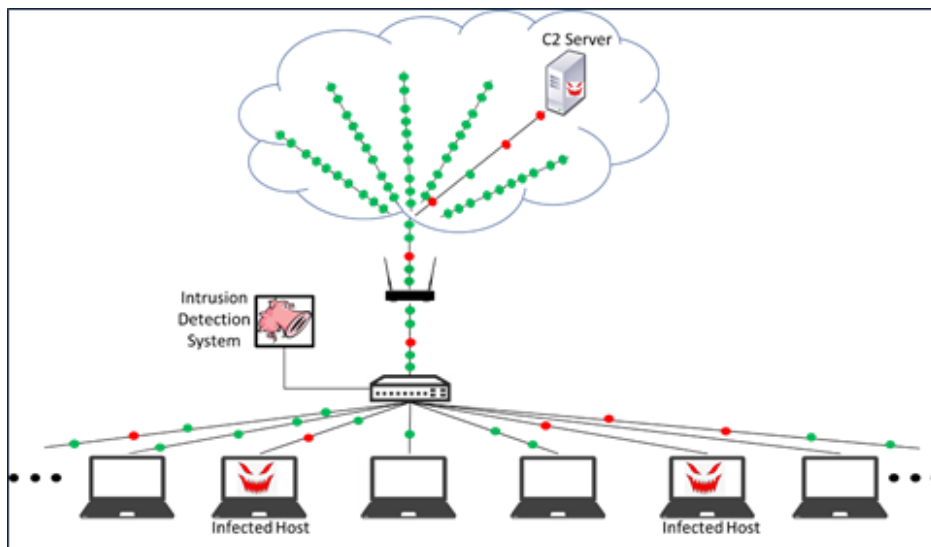 C2 Server
Intrusion
Detection
System
Infected Host
Infected Host